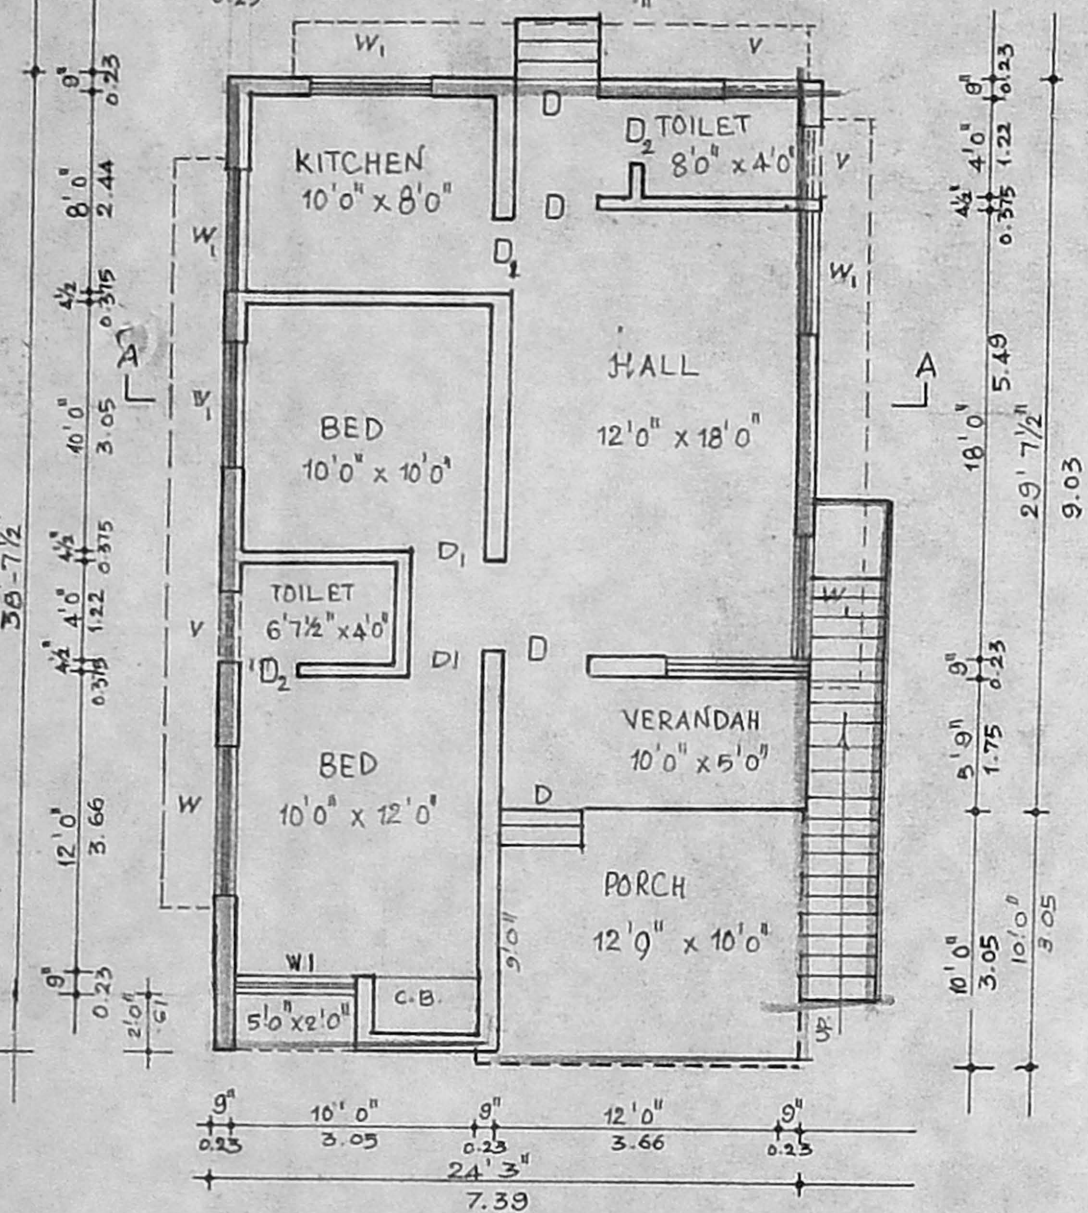 W1
V
D
9"
0.23
9"
0.23
KITCHEN
10'0" x 8'0"
D2
TOILET
8'0" x 4'0"
V
8'0"
2.44
4'0"
1.22
W1
D
D1
4½"
0.375
4½
0.375
W1
A
A
HALL
12'0" x 18'0"
5.49
18'0"
29' 7½"
9.03
10'0"
3.05
BED
10'0" x 10'0"
38'-7½
4½"
0.375
D1
TOILET
6'7½" x 4'0"
4'0"
1.22
V
W1
4½"
0.375
D2
D1
D
9"
0.23
VERANDAH
10'0" x 5'0"
1.75
BED
10'0" x 12'0"
W
D
12'0"
3.66
PORCH
12'9" x 10'0"
9'0"
10'0"
3.05
10'.0"
3.05
W1
C.B.
5'0" x 2'0"
9"
0.23
2'0"
.61
UP.
9"
10'0"
9"
12'0"
9"
0.23
3.05
0.23
3.66
0.23
24'3"
7.39